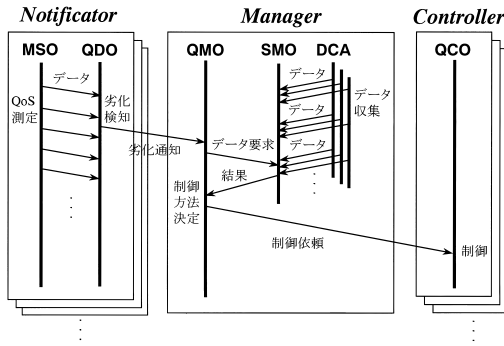 Notificator
Manager
Controller
MSO
QDO
QMO
SMO
DCA
QCO
データ
QoS
測定
劣化
検知
劣化通知
データ要求
データ
データ
データ
データ
収集
結果
制御
方法
決定
制御依頼
制御